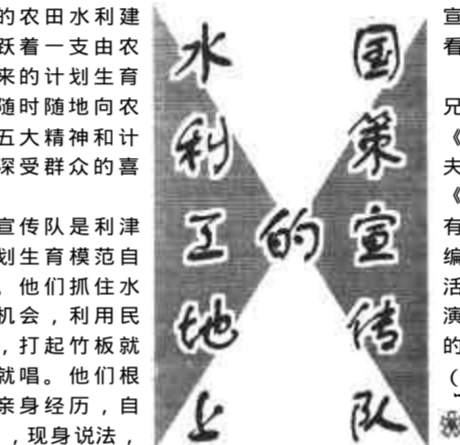 的农田水利建
跃着一支由农
来的计划生育
随时随地向农
五大精神和计
深受群众的喜
宣传队是利津
划生育模范自
。他们抓住水
机会，利用民
，打起竹板就
就唱。他们根
亲身经历，自
，现身说法，
水利工地上
的
国策宣传队
宣
看
兄
《
夫
《
有
编
活
演
的
（